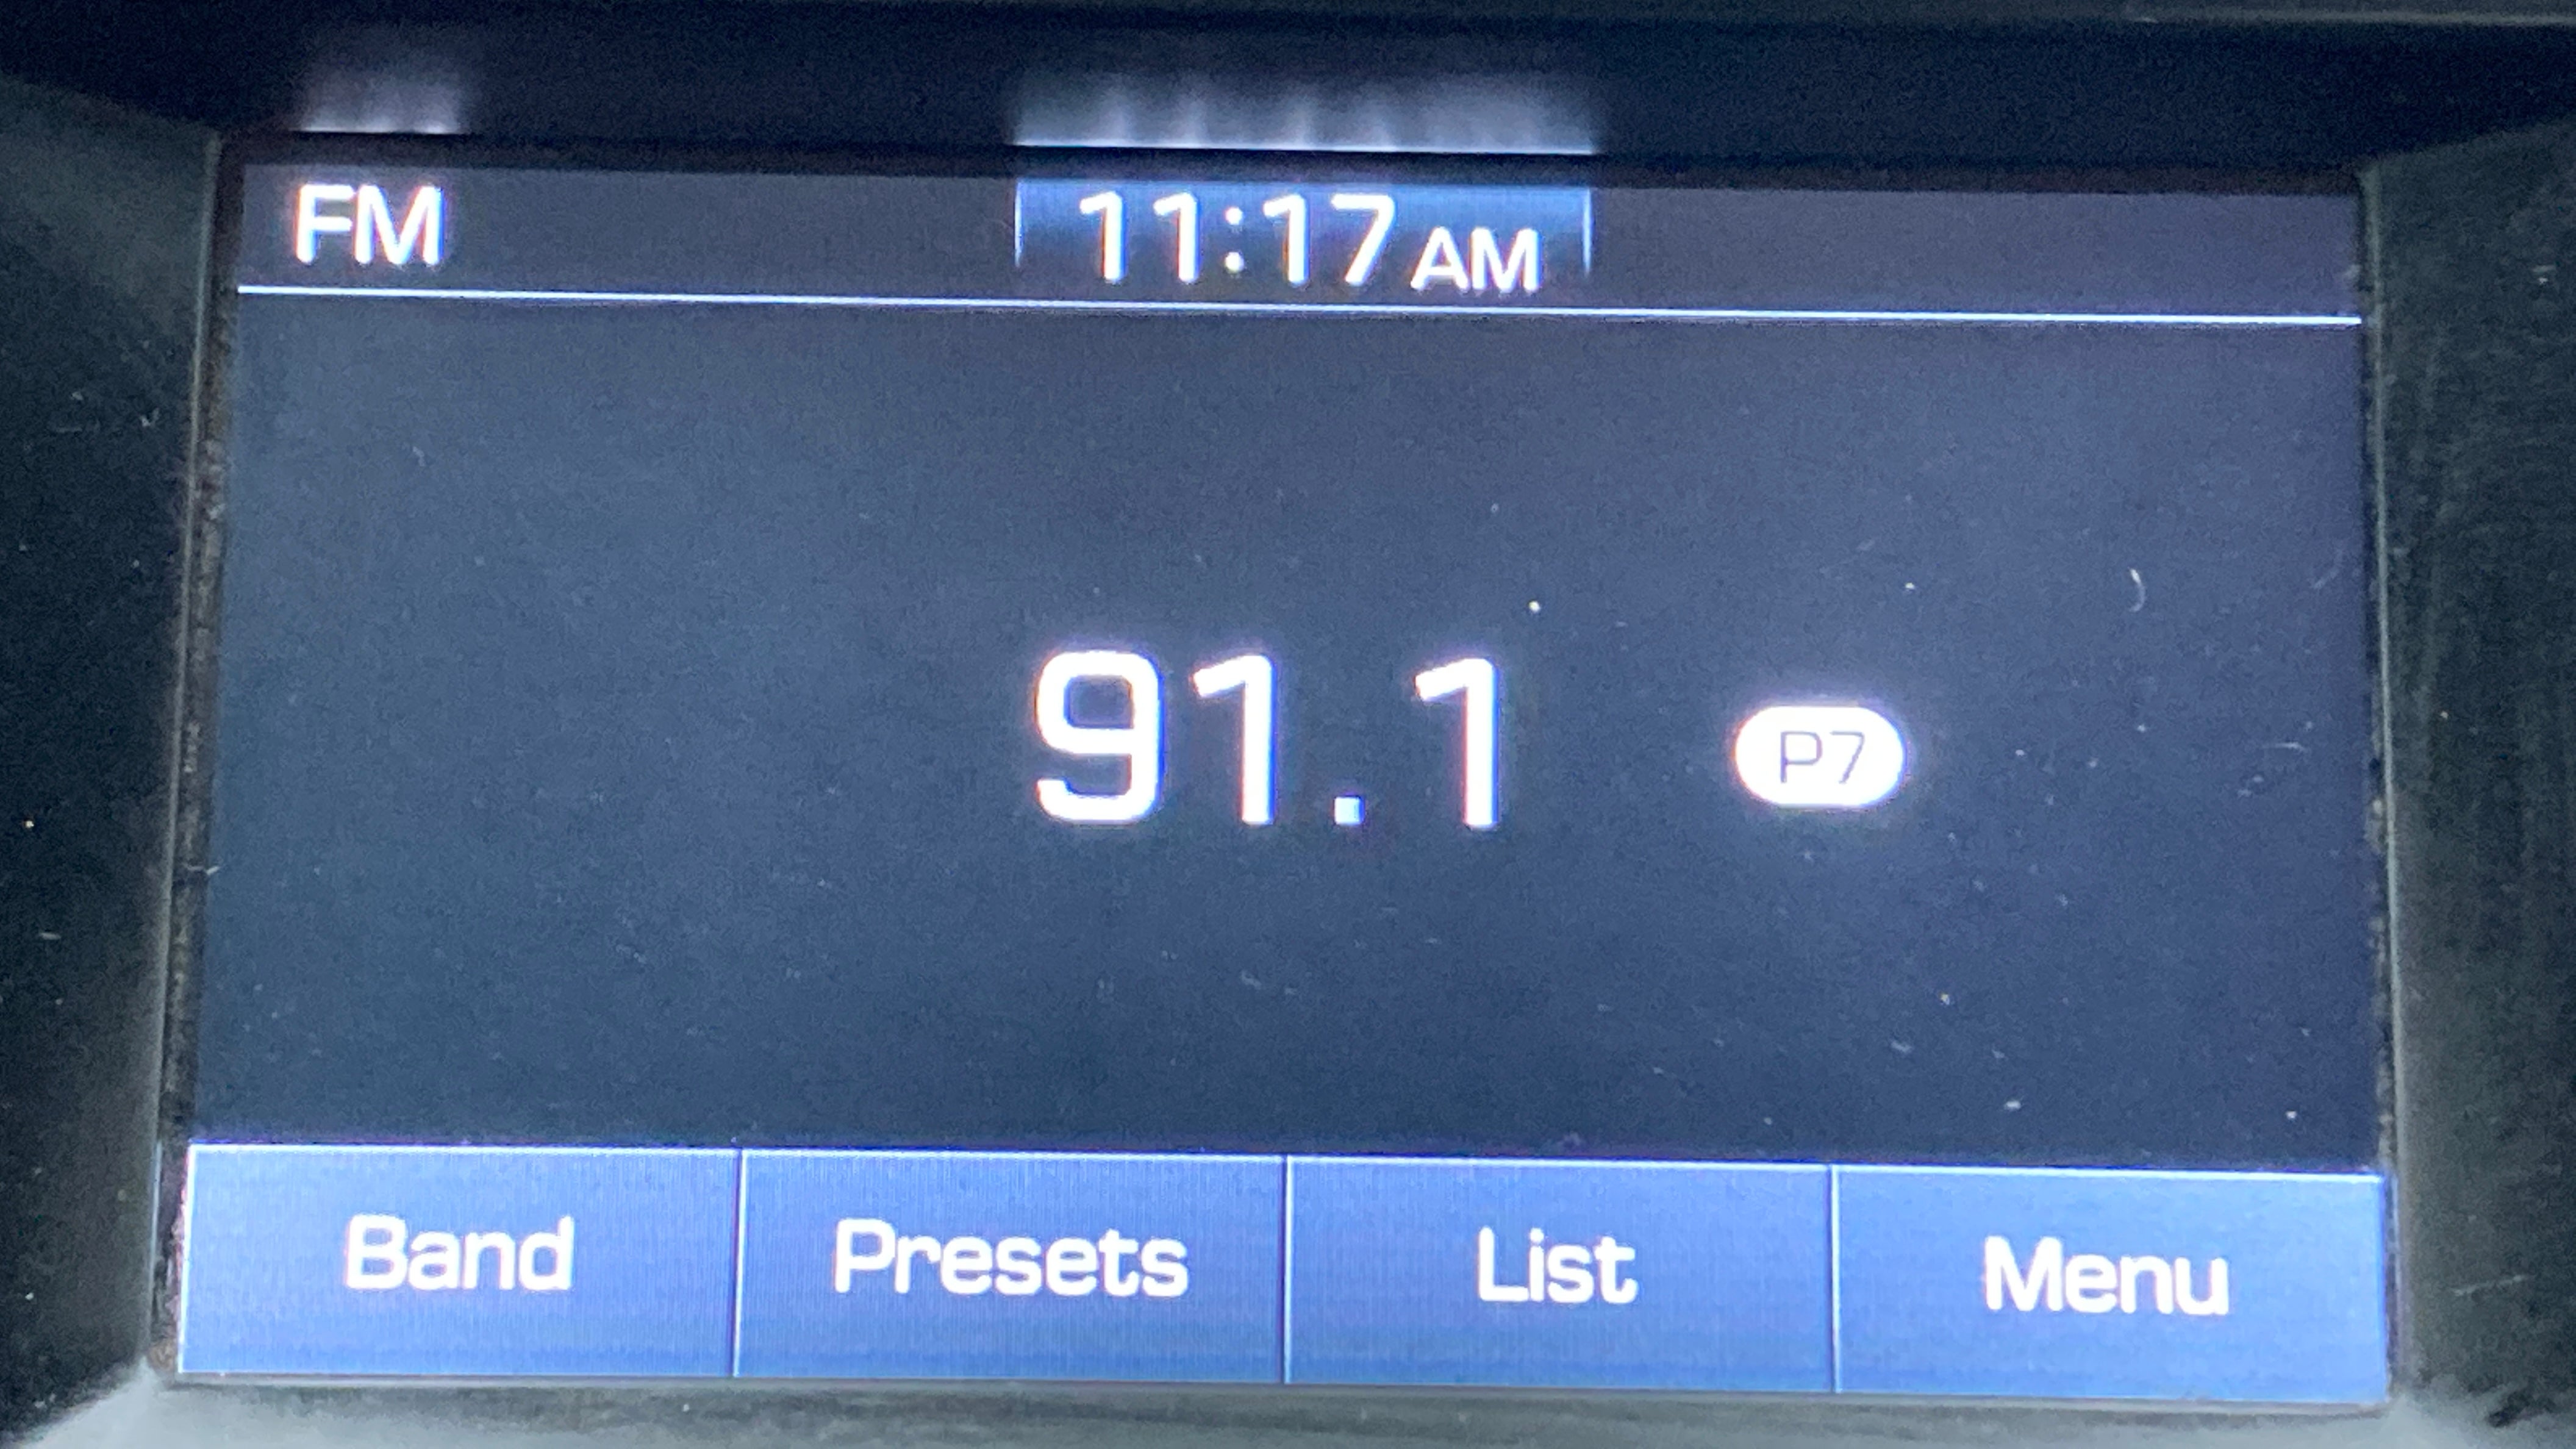 FM 11:17 AM
91.1 P7
Band Presets List Menu